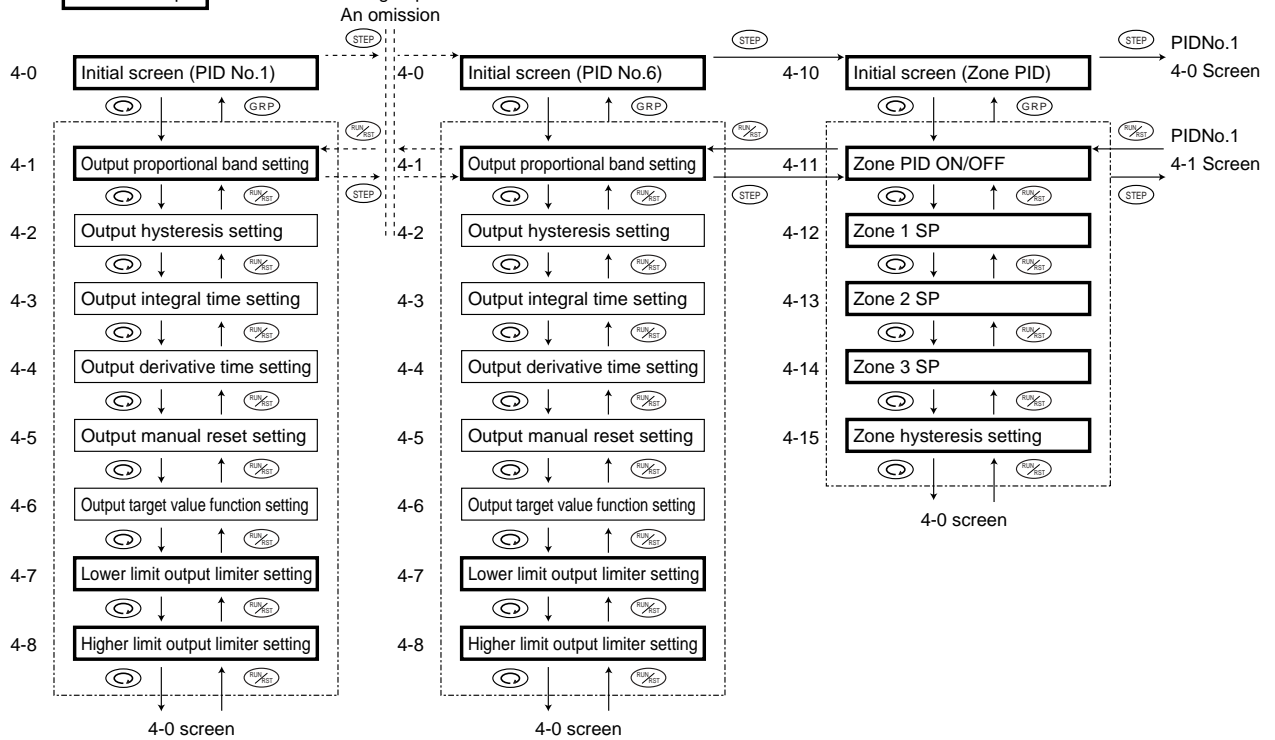 An omission
STEP STEP STEP STEP
4-0 Initial screen (PID No.1) 4-0 Initial screen (PID No.6) 4-10 Initial screen (Zone PID) PIDNo.1
4-0 Screen
GRP GRP GRP
RUN/RST RUN/RST RUN/RST
4-1 Output proportional band setting 4-1 Output proportional band setting 4-11 Zone PID ON/OFF PIDNo.1
4-1 Screen
RUN/RST STEP RUN/RST STEP RUN/RST STEP
4-2 Output hysteresis setting 4-2 Output hysteresis setting 4-12 Zone 1 SP
RUN/RST RUN/RST RUN/RST
4-3 Output integral time setting 4-3 Output integral time setting 4-13 Zone 2 SP
RUN/RST RUN/RST RUN/RST
4-4 Output derivative time setting 4-4 Output derivative time setting 4-14 Zone 3 SP
RUN/RST RUN/RST RUN/RST
4-5 Output manual reset setting 4-5 Output manual reset setting 4-15 Zone hysteresis setting
RUN/RST RUN/RST RUN/RST
4-6 Output target value function setting 4-6 Output target value function setting 4-0 screen
RUN/RST RUN/RST
4-7 Lower limit output limiter setting 4-7 Lower limit output limiter setting
RUN/RST RUN/RST
4-8 Higher limit output limiter setting 4-8 Higher limit output limiter setting
RUN/RST RUN/RST
4-0 screen 4-0 screen